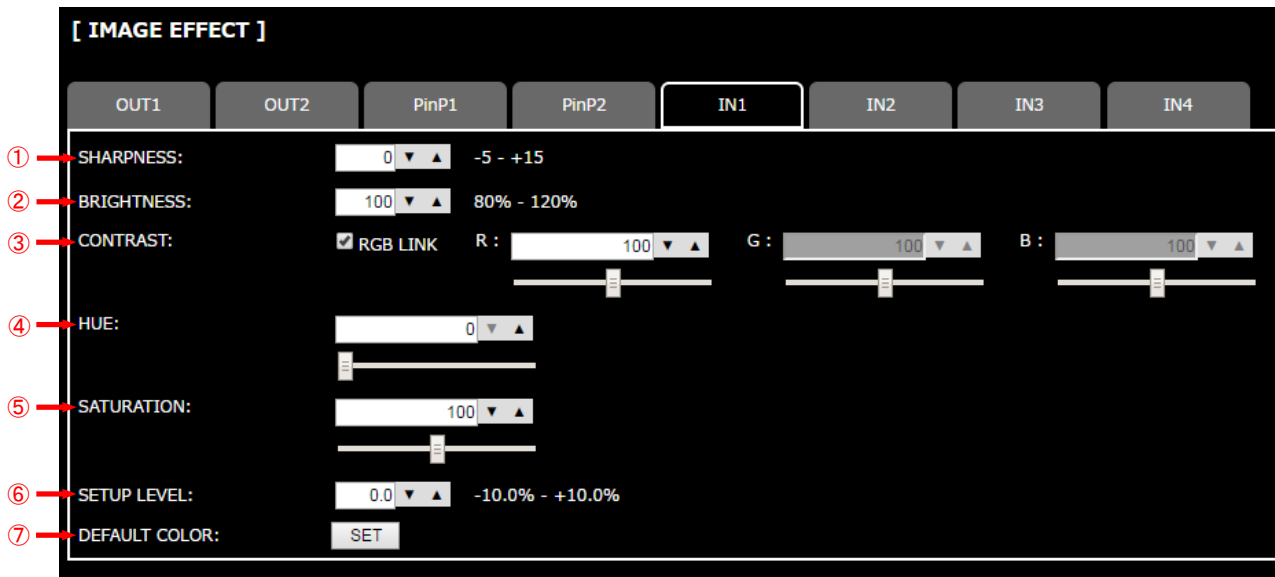 [ IMAGE EFFECT ]
OUT1 OUT2 PinP1 PinP2 IN1 IN2 IN3 IN4
① SHARPNESS: 0 ▼ ▲ -5 - +15
② BRIGHTNESS: 100 ▼ ▲ 80% - 120%
③ CONTRAST: RGB LINK R : 100 ▼ ▲ G : 100 ▼ ▲ B : 100 ▼ ▲
④ HUE: 0 ▼ ▲
⑤ SATURATION: 100 ▼ ▲
⑥ SETUP LEVEL: 0.0 ▼ ▲ -10.0% - +10.0%
⑦ DEFAULT COLOR: SET